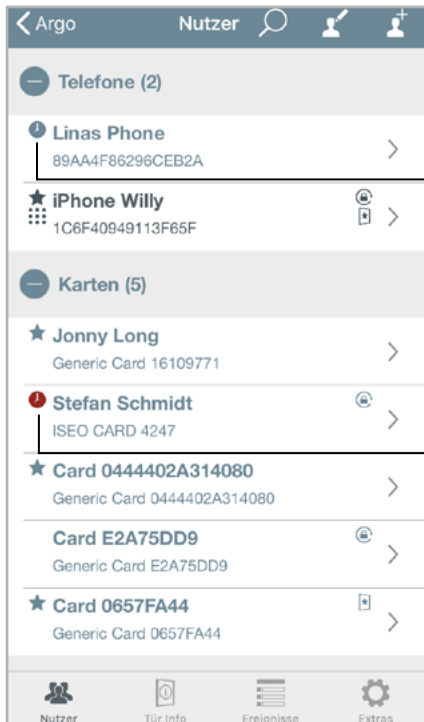 Argo Nutzer
Telefone (2)
Linas Phone
89AA4F86296CEB2A
iPhone Willy
1C6F40949113F65F
Karten (5)
Jonny Long
Generic Card 16109771
Stefan Schmidt
ISEO CARD 4247
Card 0444402A314080
Generic Card 0444402A314080
Card E2A75DD9
Generic Card E2A75DD9
Card 0657FA44
Generic Card 0657FA44
Nutzer Tür Info Ereignisse Extras